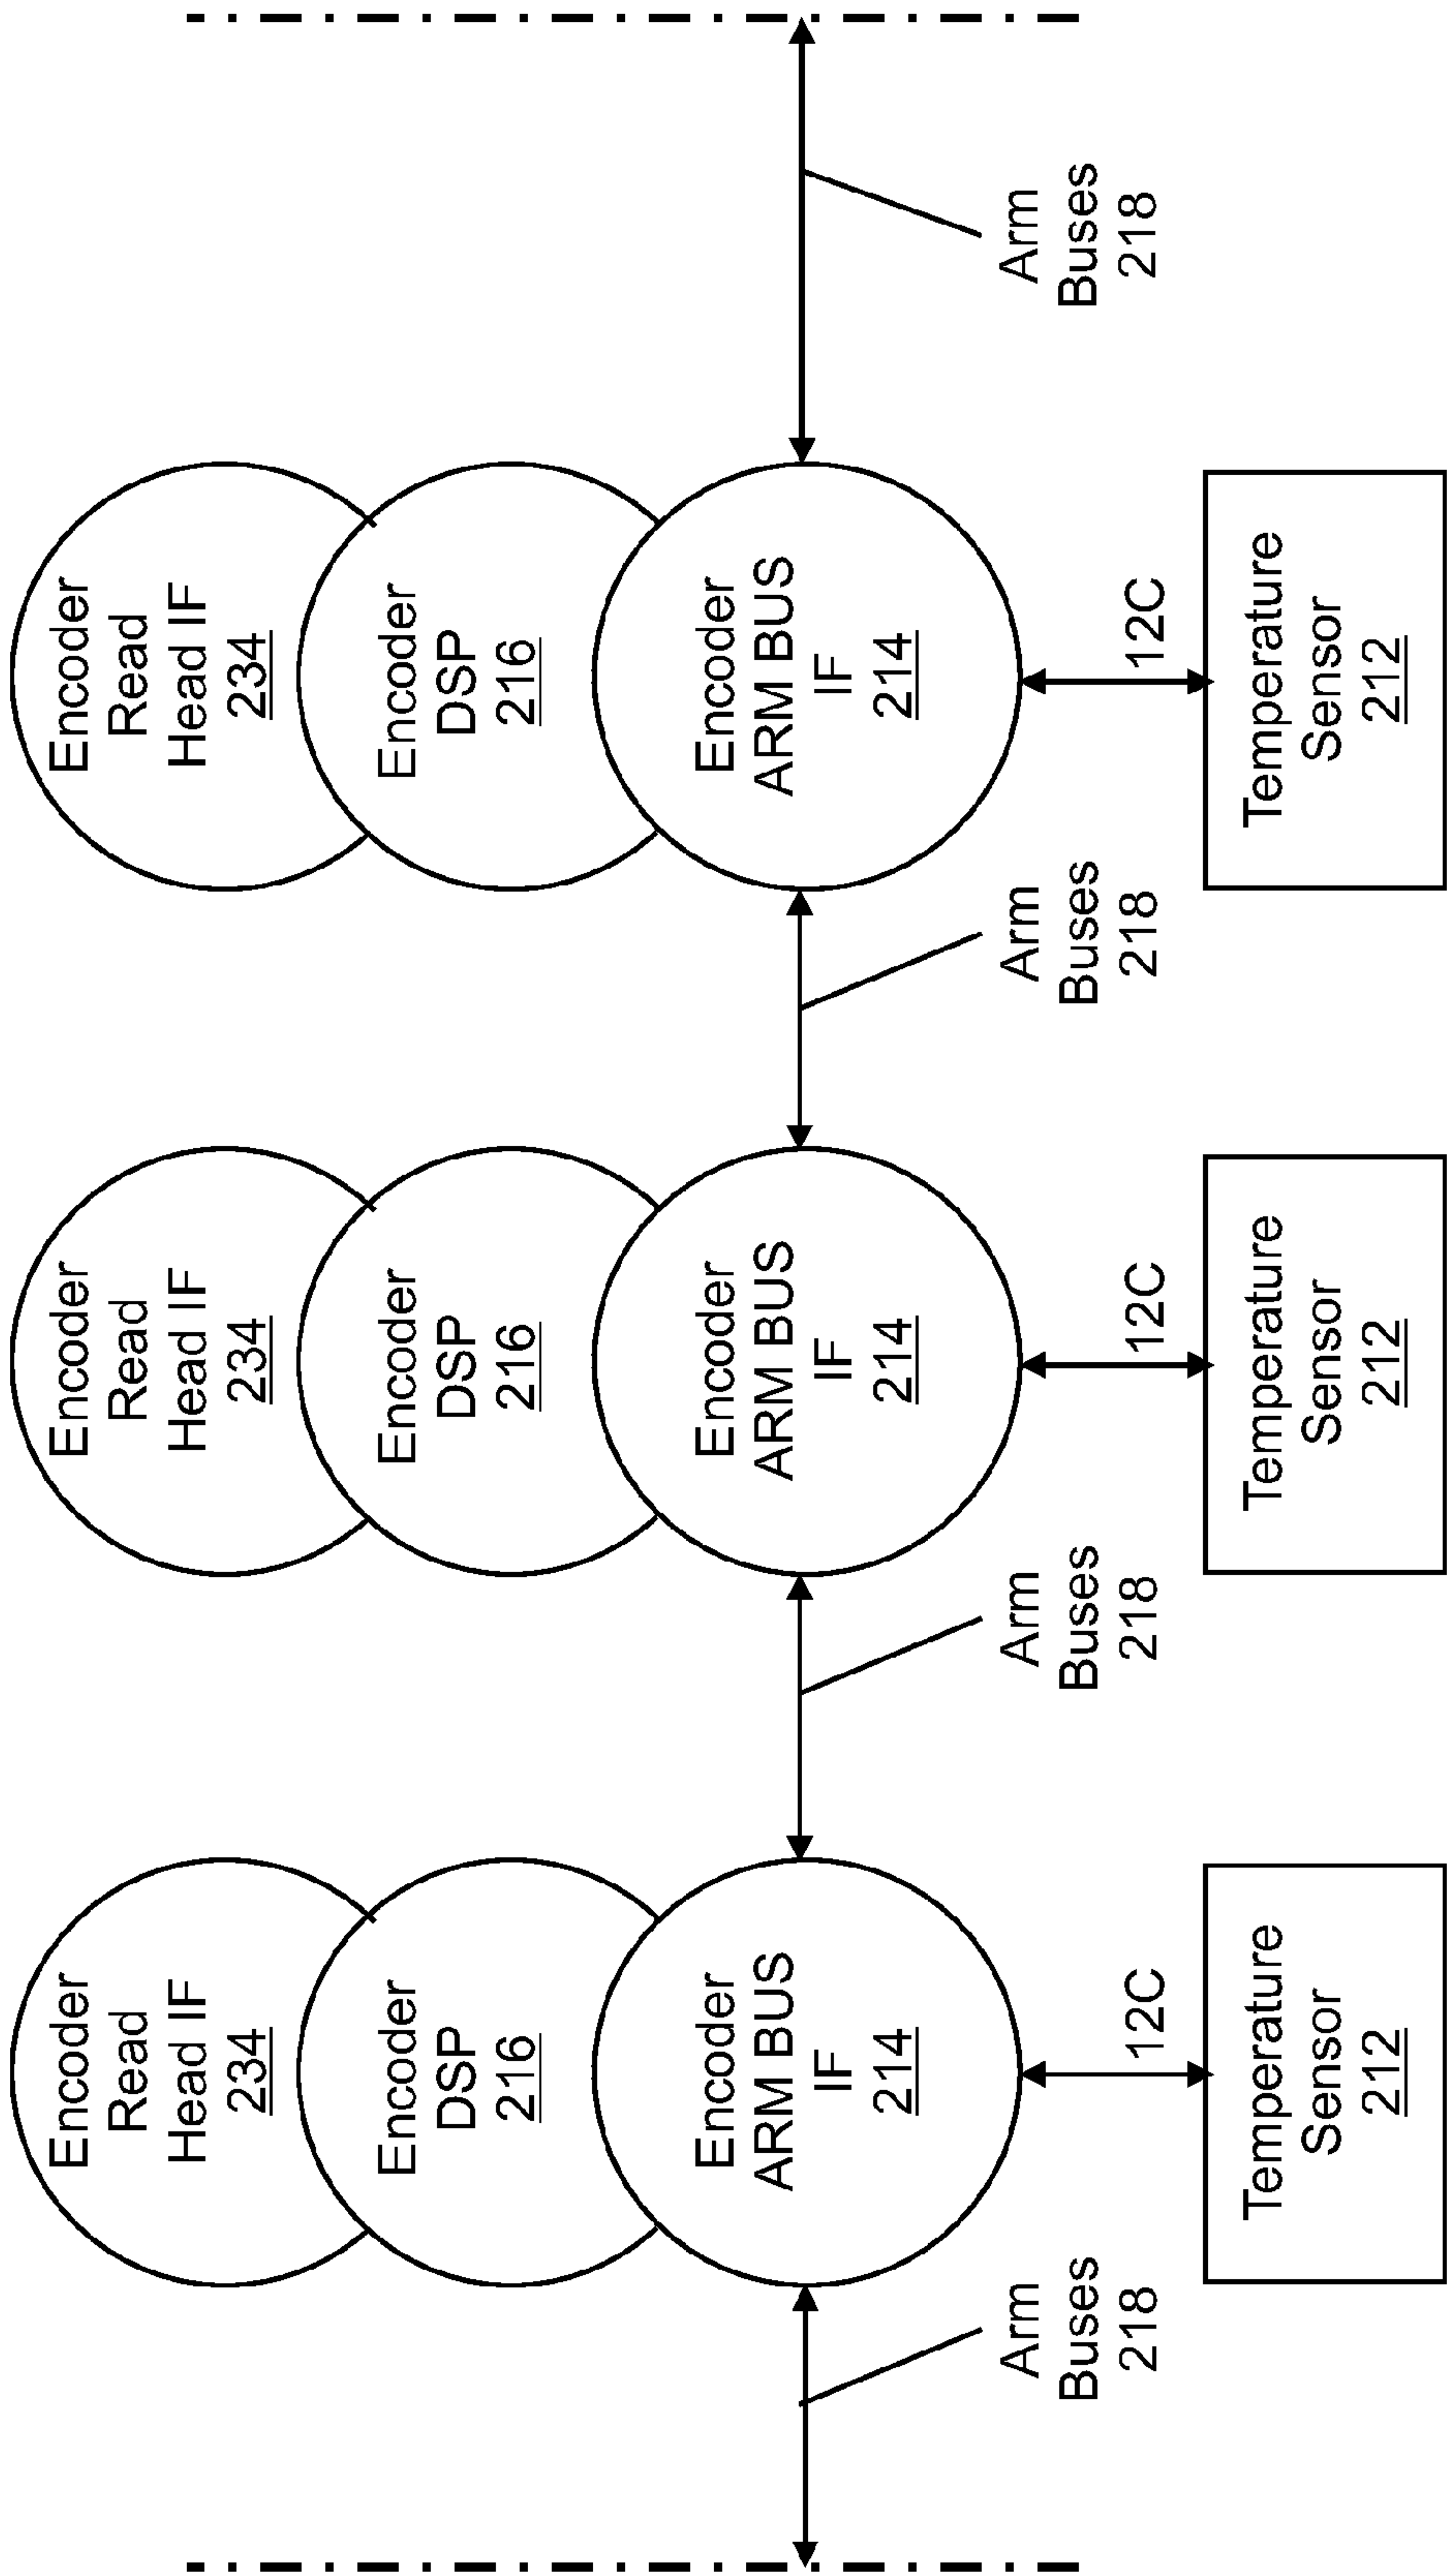 Encoder
Read
Head IF
234
Encoder
Read
Head IF
234
Encoder
Read
Head IF
234
Encoder
DSP
216
Encoder
DSP
216
Encoder
DSP
216
Encoder
ARM BUS
IF
214
Encoder
ARM BUS
IF
214
Encoder
ARM BUS
IF
214
Arm
Buses
218
Arm
Buses
218
Arm
Buses
218
Arm
Buses
218
12C
12C
12C
Temperature
Sensor
212
Temperature
Sensor
212
Temperature
Sensor
212